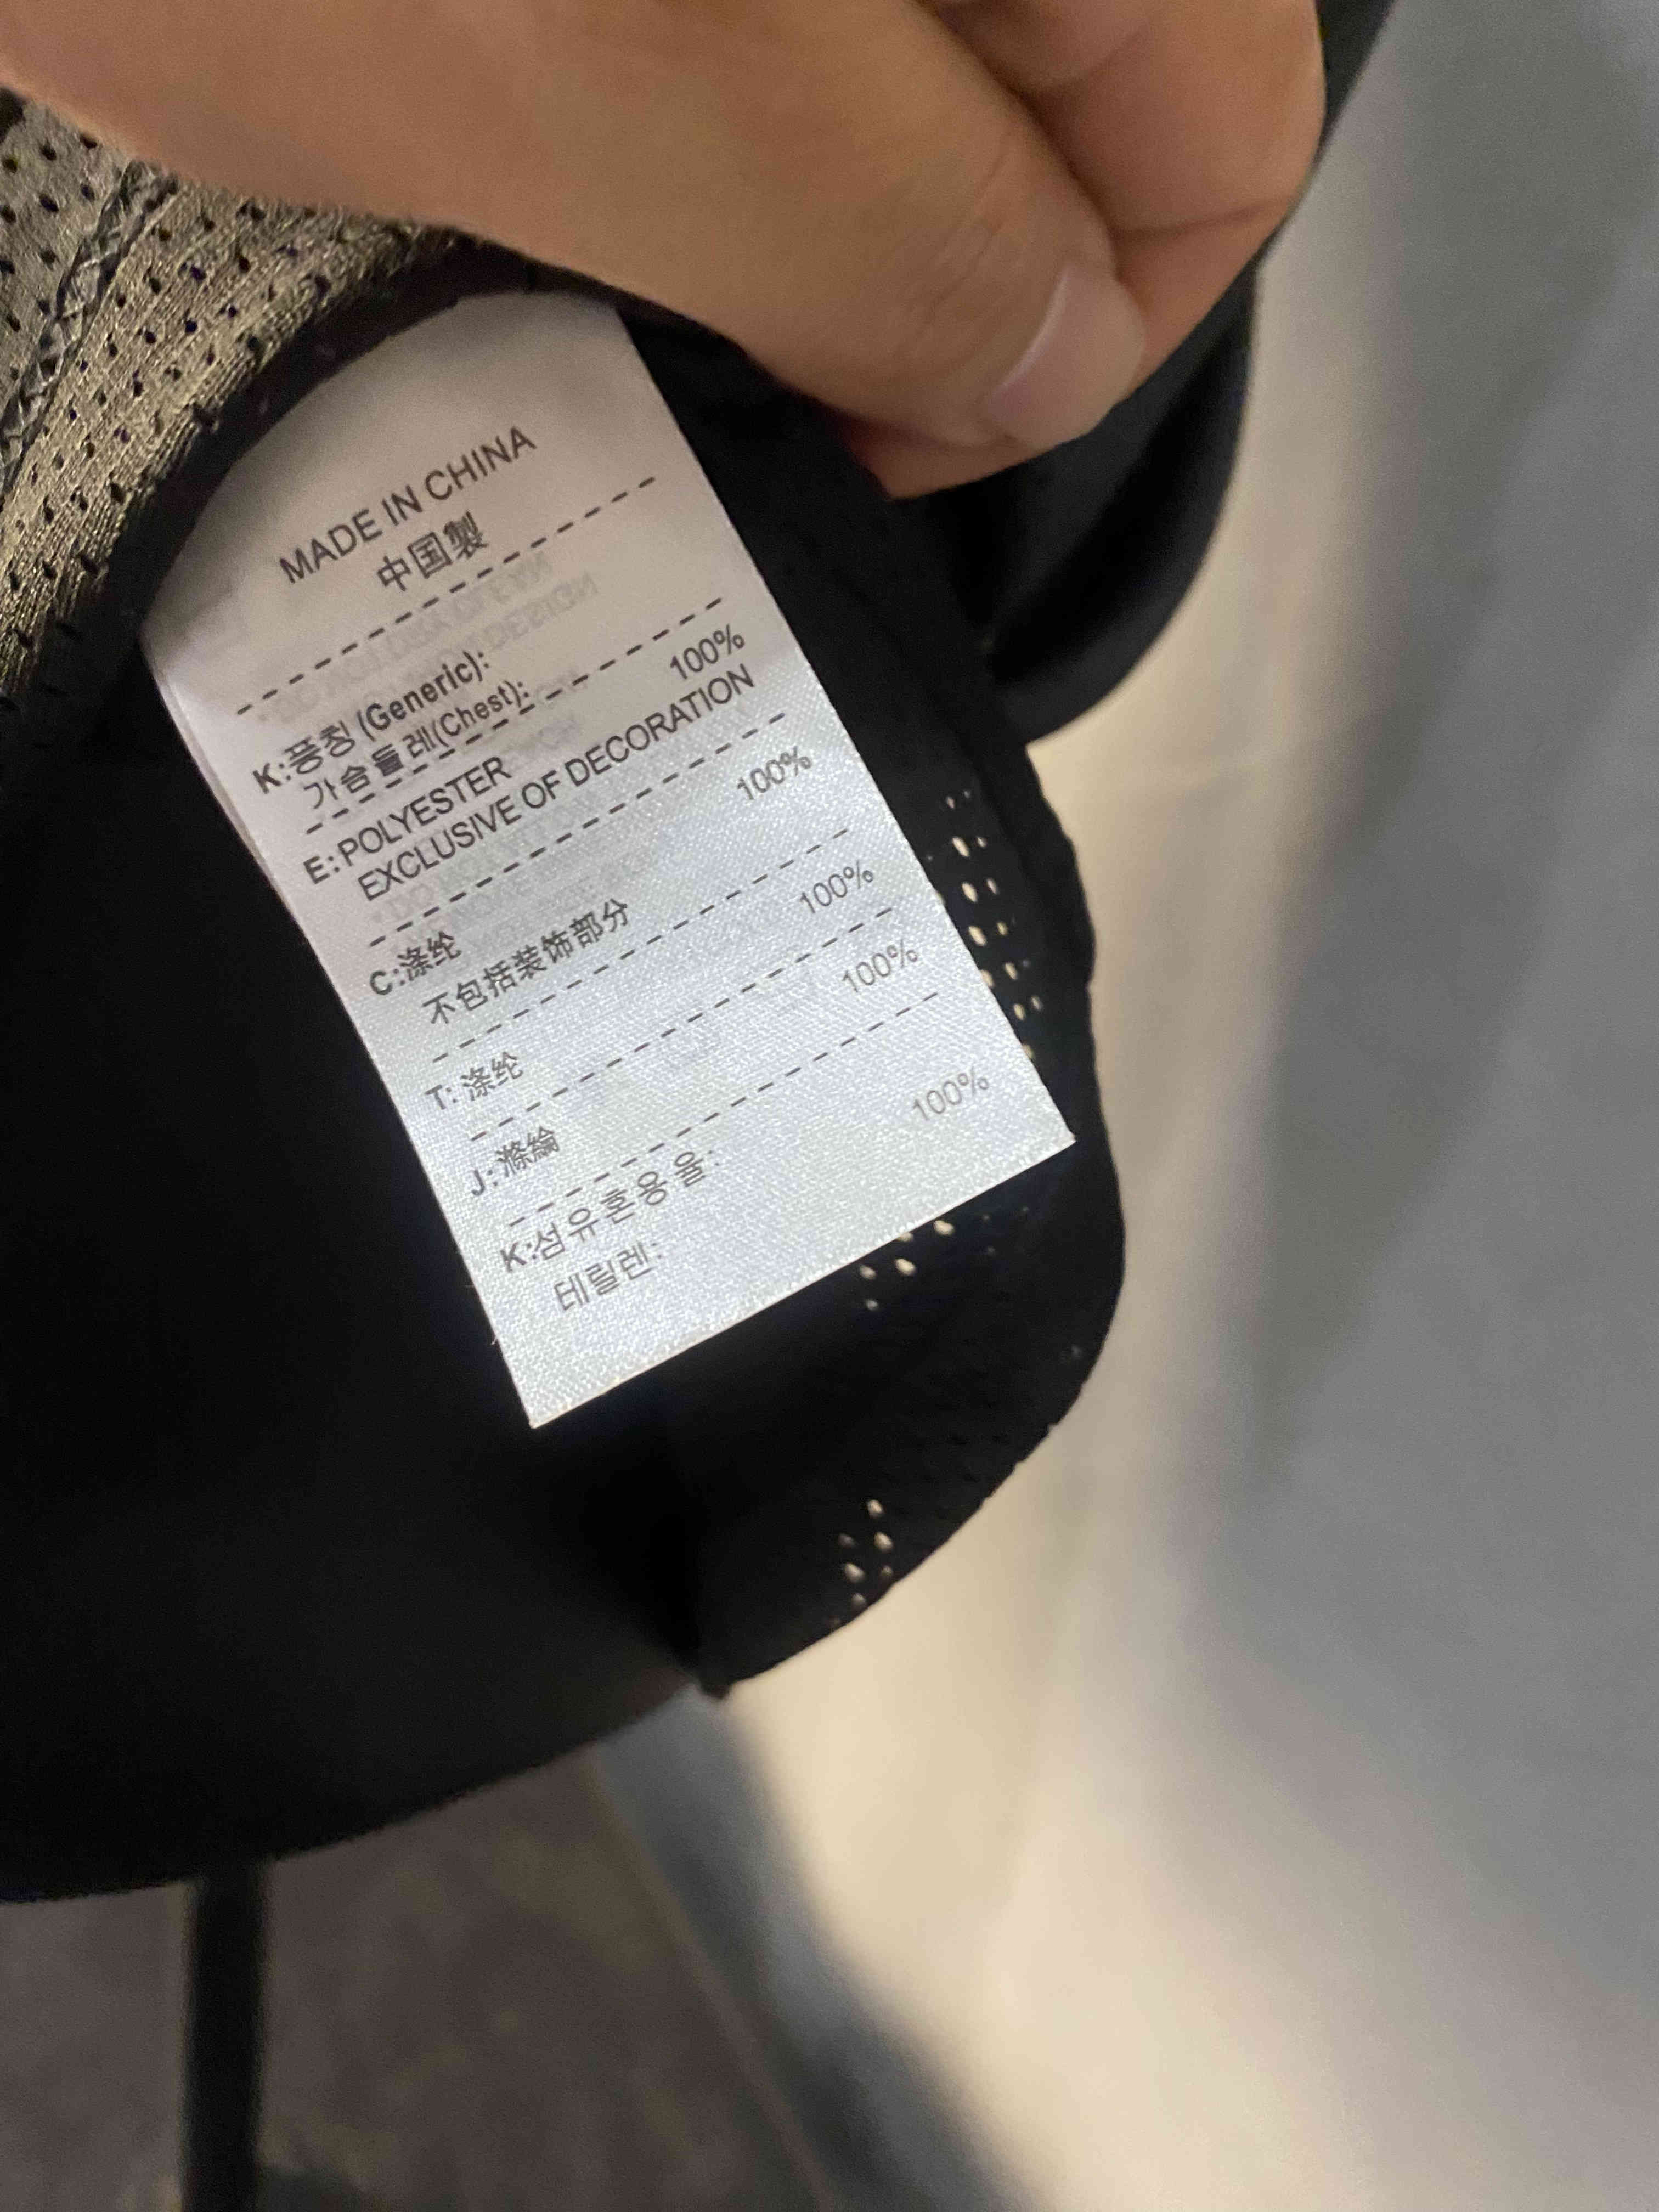 MADE IN CHINA
中国製
K:품칭 (Generic):
가슴둘레(Chest):
E:POLYESTER 100%
EXCLUSIVE OF DECORATION
C:涤纶 100%
不包括装饰部分
T:涤纶 100%
J:滌綸 100%
K:섬유혼용율:
테릴렌: 100%